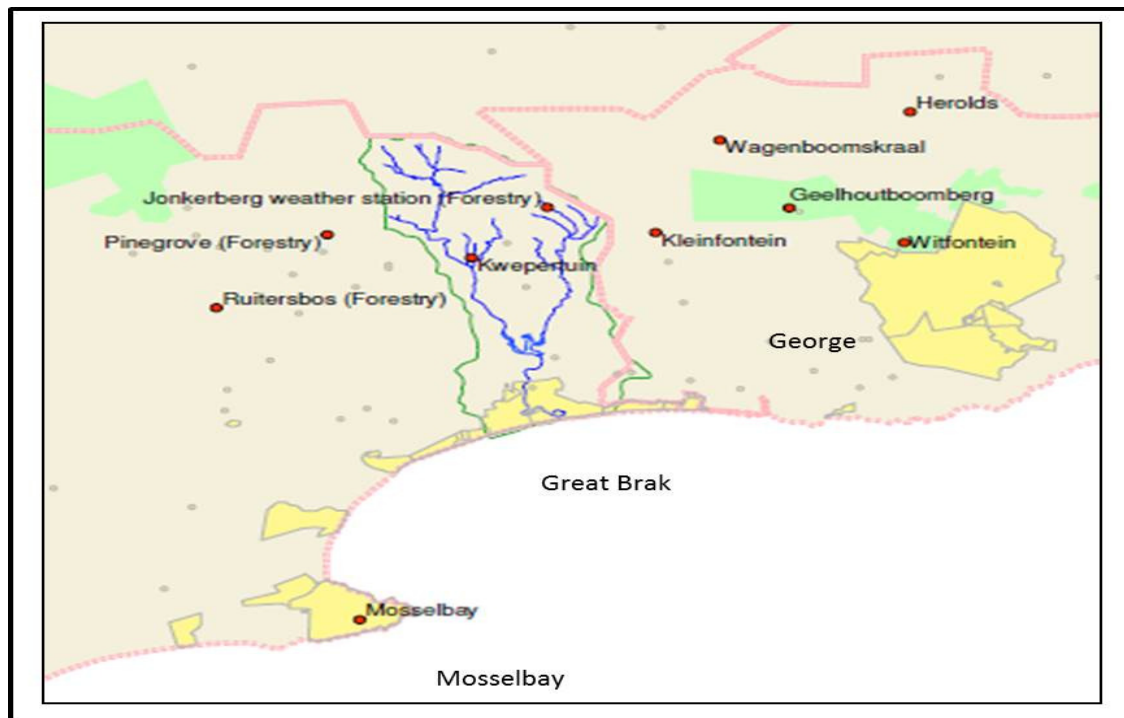 Herolds
Wagenboomskraal
Jonkerberg weather station (Forestry)
Geelhoutboomberg
Pinegrove (Forestry)
Kleinfontein
Witfontein
Kwepertuin
Ruitersbos (Forestry)
George
Great Brak
Mosselbay
Mosselbay